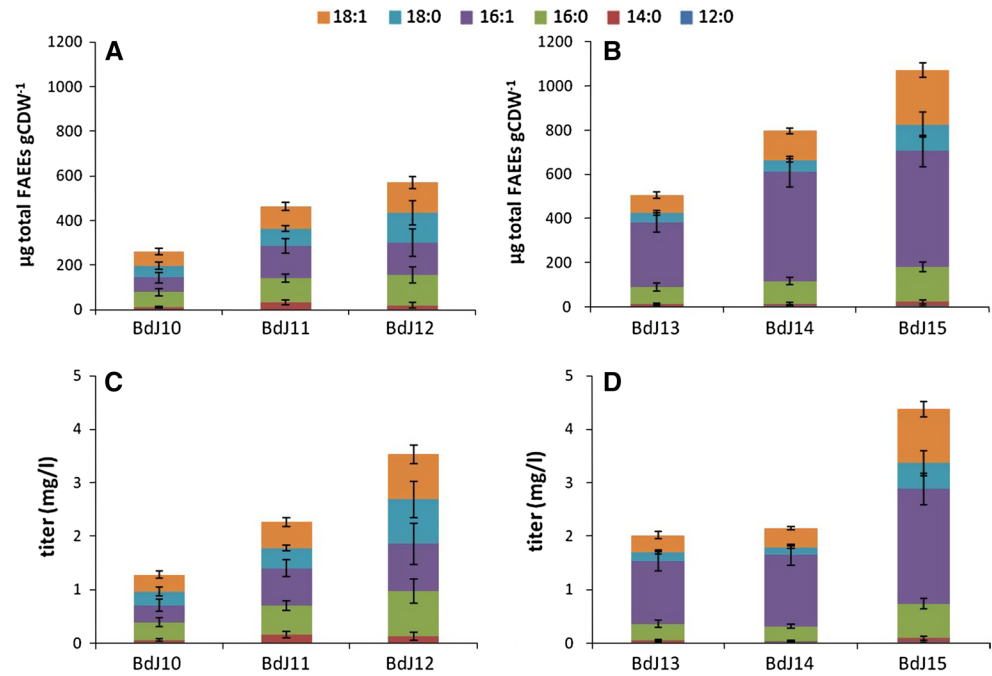 18:1 18:0 16:1 16:0 14:0 12:0
A
µg total FAEEs gCDW-1
1200
1000
800
600
400
200
0
BdJ10 BdJ11 BdJ12
B
µg total FAEEs gCDW-1
1200
1000
800
600
400
200
0
BdJ13 BdJ14 BdJ15
C
titer (mg/l)
5
4
3
2
1
0
BdJ10 BdJ11 BdJ12
D
titer (mg/l)
5
4
3
2
1
0
BdJ13 BdJ14 BdJ15